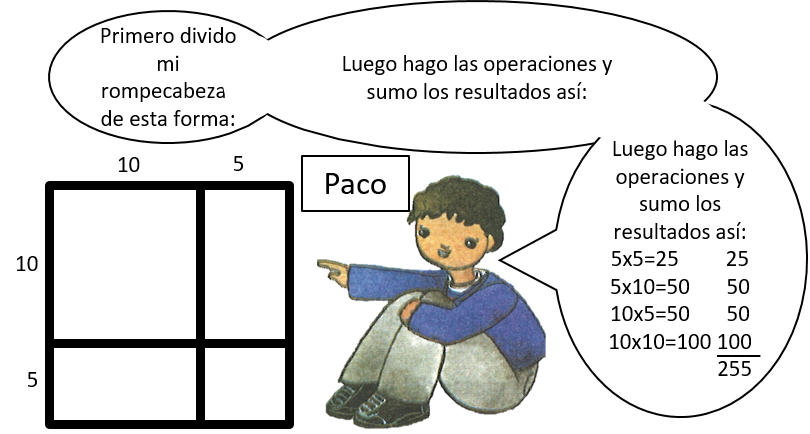 Primero divido
mi
rompecabeza
de esta forma:
Luego hago las operaciones y
sumo los resultados así:
10 5
Paco
10
5
Luego hago las
operaciones y
sumo los
resultados así:
5x5=25 25
5x10=50 50
10x5=50 50
10x10=100 100
255